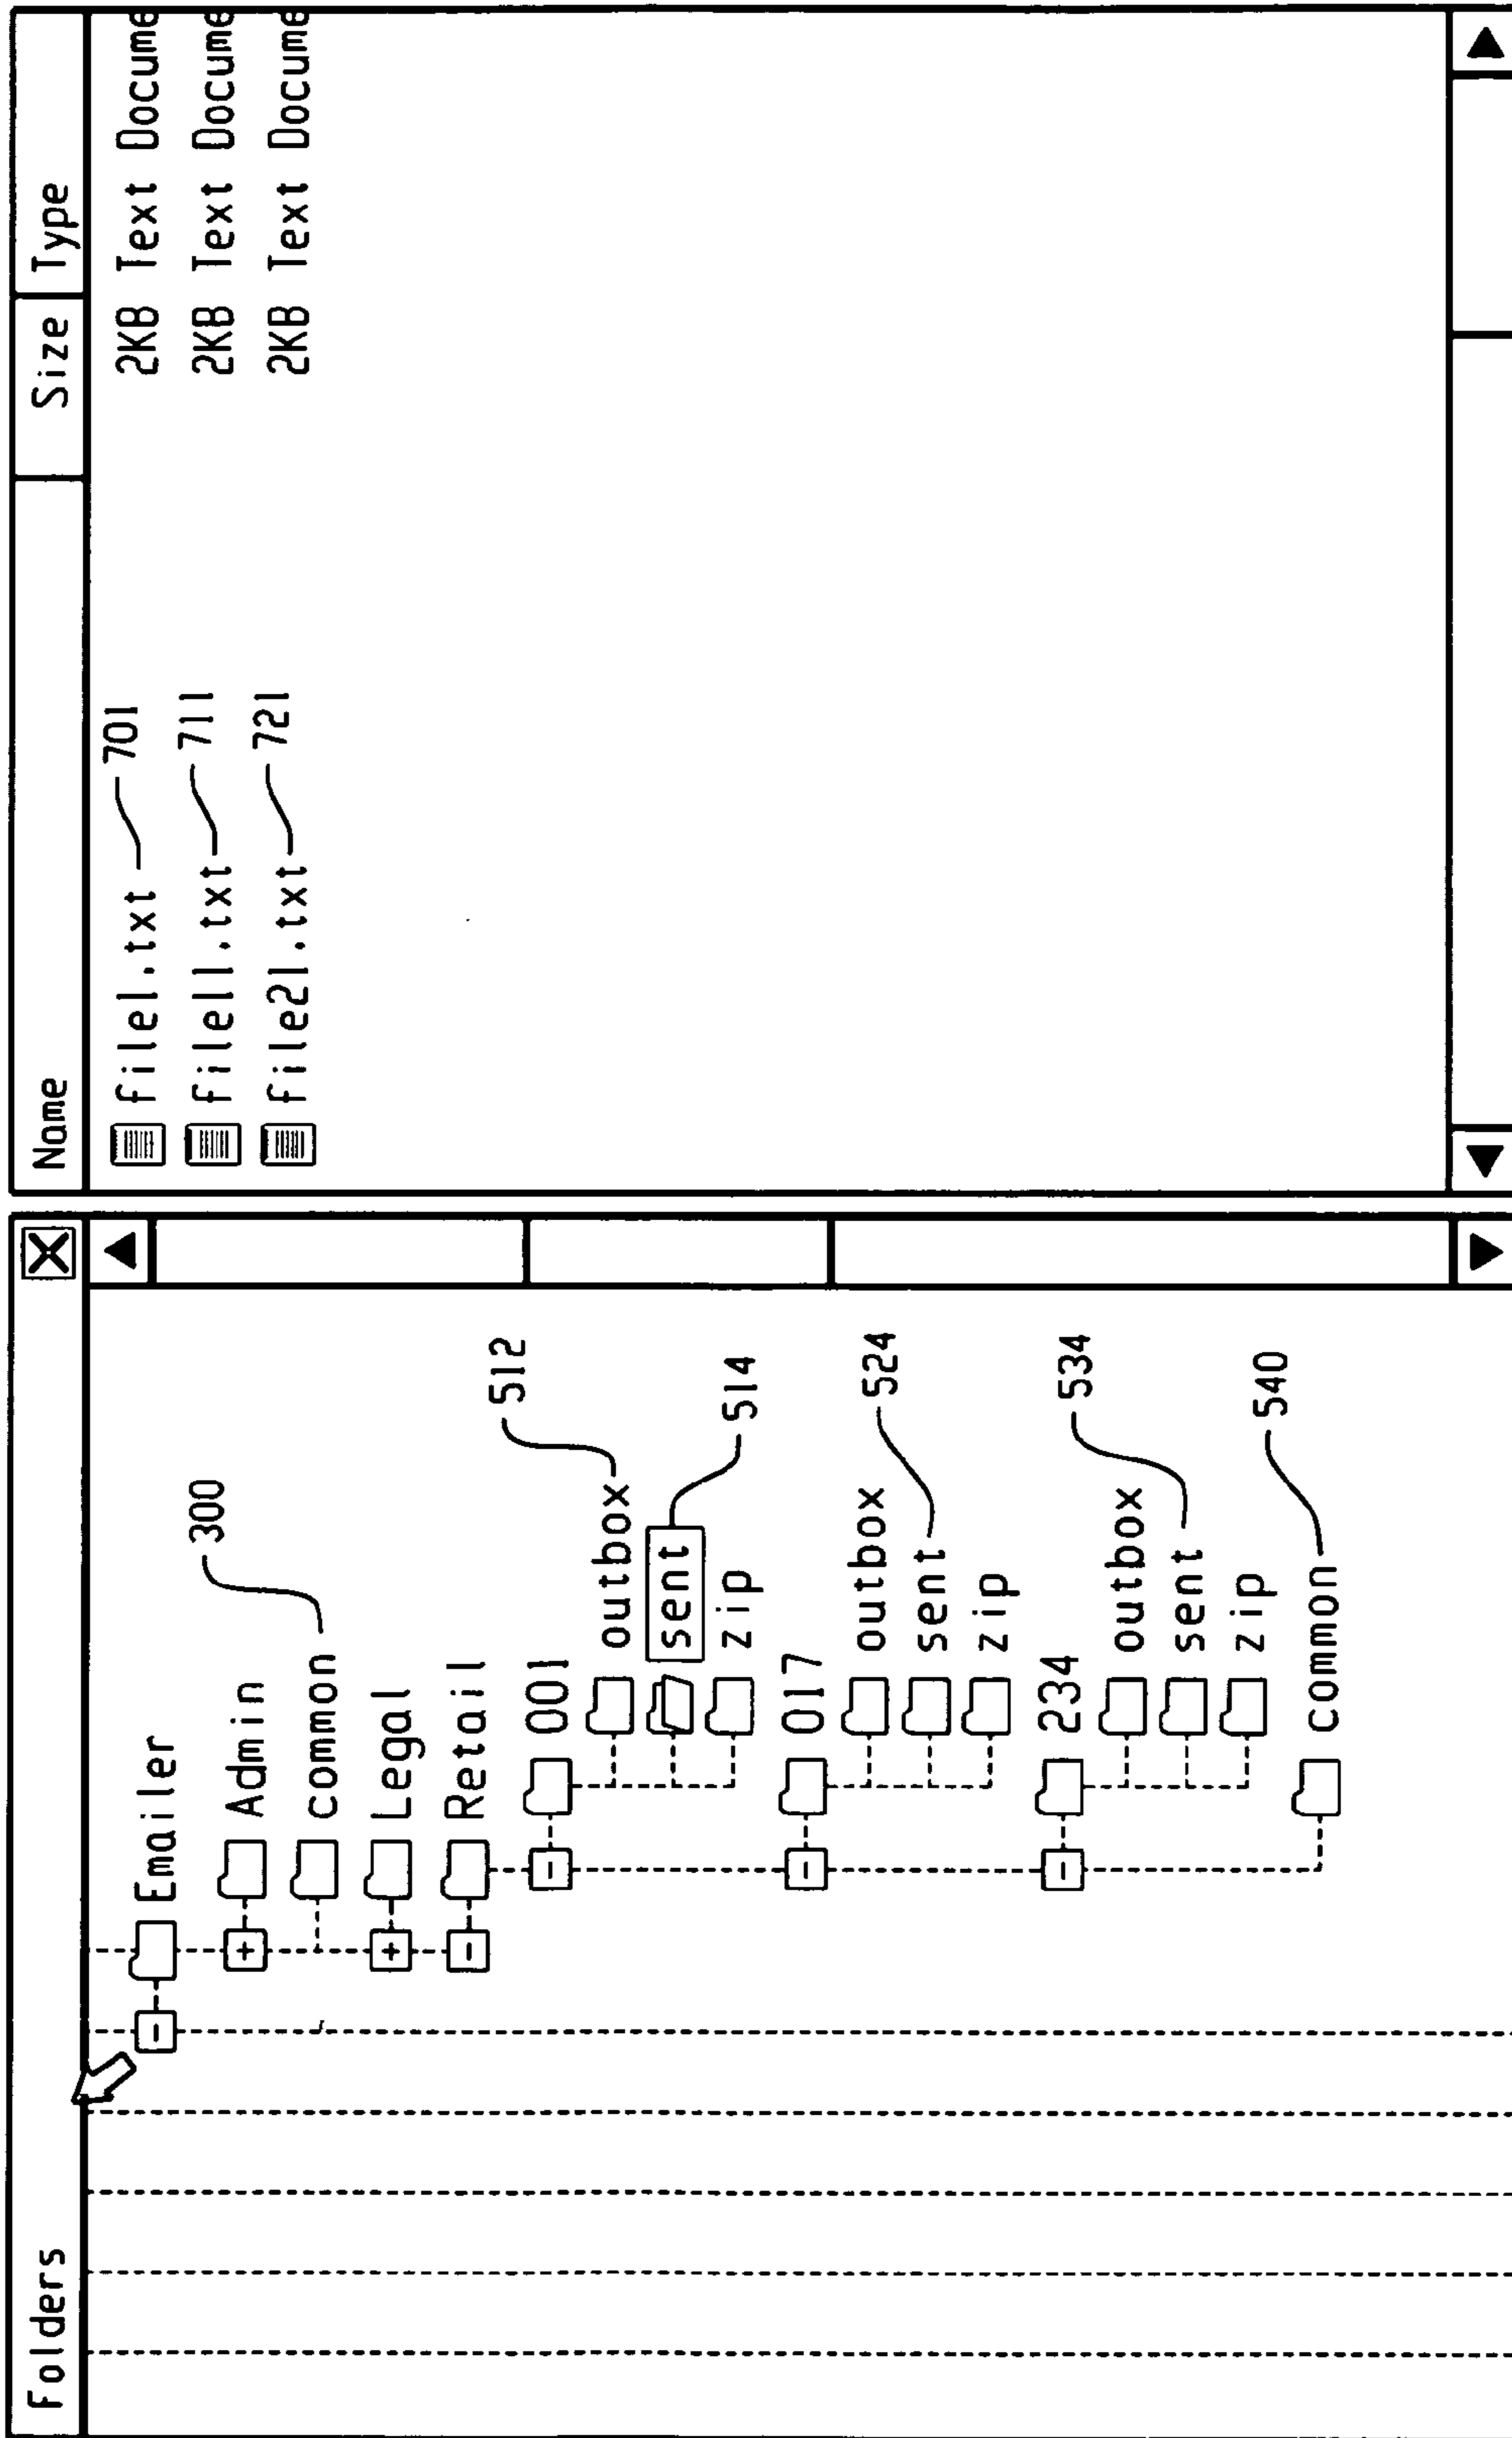 Folders
Emailer
Admin
common
300
Legal
Retail
001
outbox
512
sent
514
zip
017
outbox
sent
524
zip
234
outbox
sent
534
zip
common
540
Name Size Type
file1.txt 701 2KB Text Docume
file11.txt 711 2KB Text Docume
file21.txt 721 2KB Text Docume